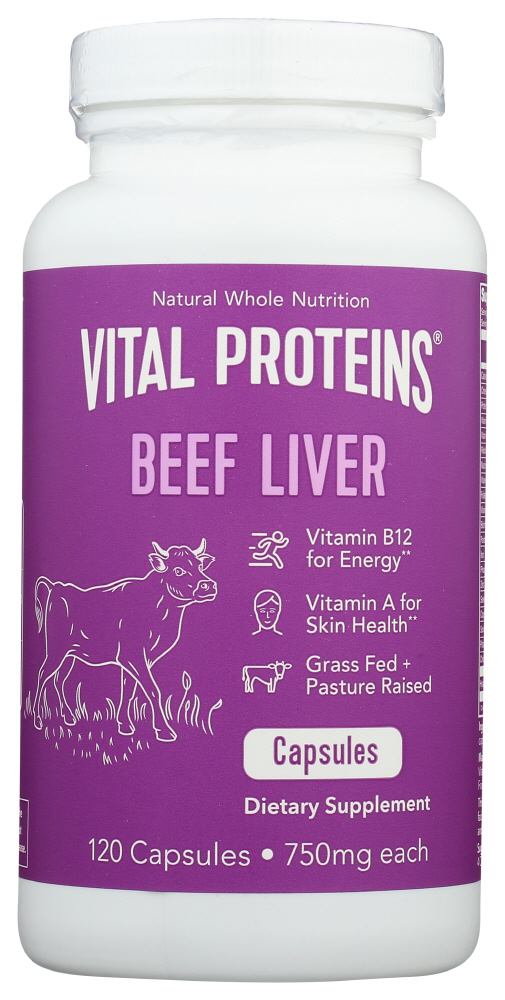 Natural Whole Nutrition
VITAL PROTEINS®
BEEF LIVER
Vitamin B12
for Energy**
Vitamin A for
Skin Health**
Grass Fed +
Pasture Raised
Capsules
Dietary Supplement
120 Capsules • 750mg each